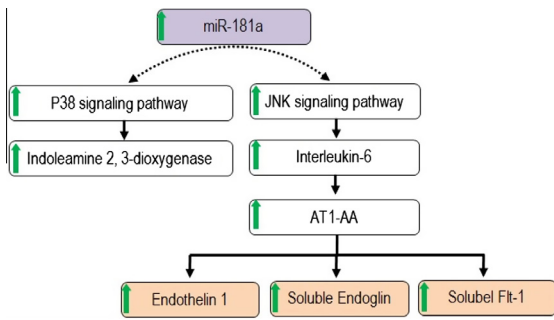 miR-181a
P38 signaling pathway
JNK signaling pathway
Indoleamine 2, 3-dioxygenase
Interleukin-6
AT1-AA
Endothelin 1
Soluble Endoglin
Solubel Flt-1